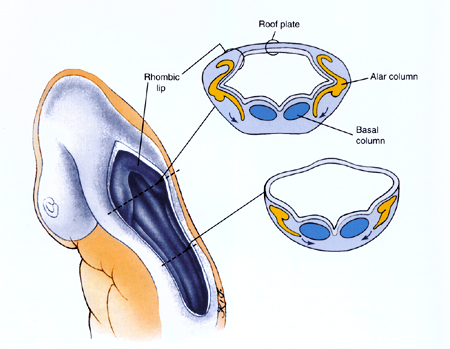 Roof plate
Rhombic
lip
Alar column
Basal
column